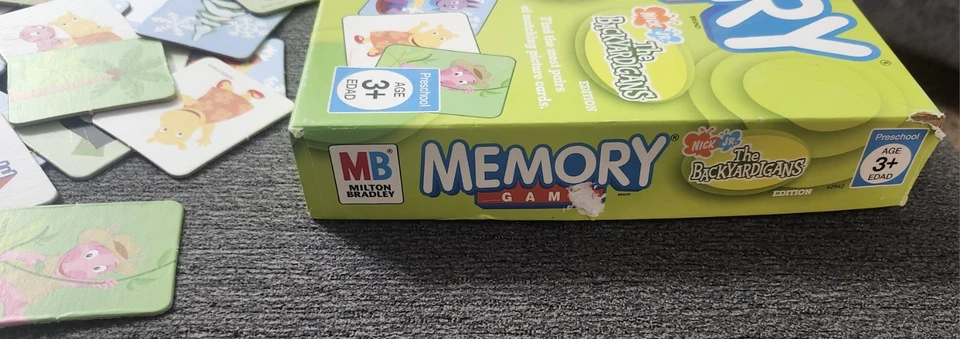 RY
®
Find the most pairs
of matching picture cards.
NICK JR.
The
BACKYARDIGANS
EDITION
Preschool
AGE
3+
EDAD
MB
®
MILTON
BRADLEY
MEMORY®
GAM
NICK JR.
The
BACKYARDIGANS
EDITION
42942
Preschool
AGE
3+
EDAD